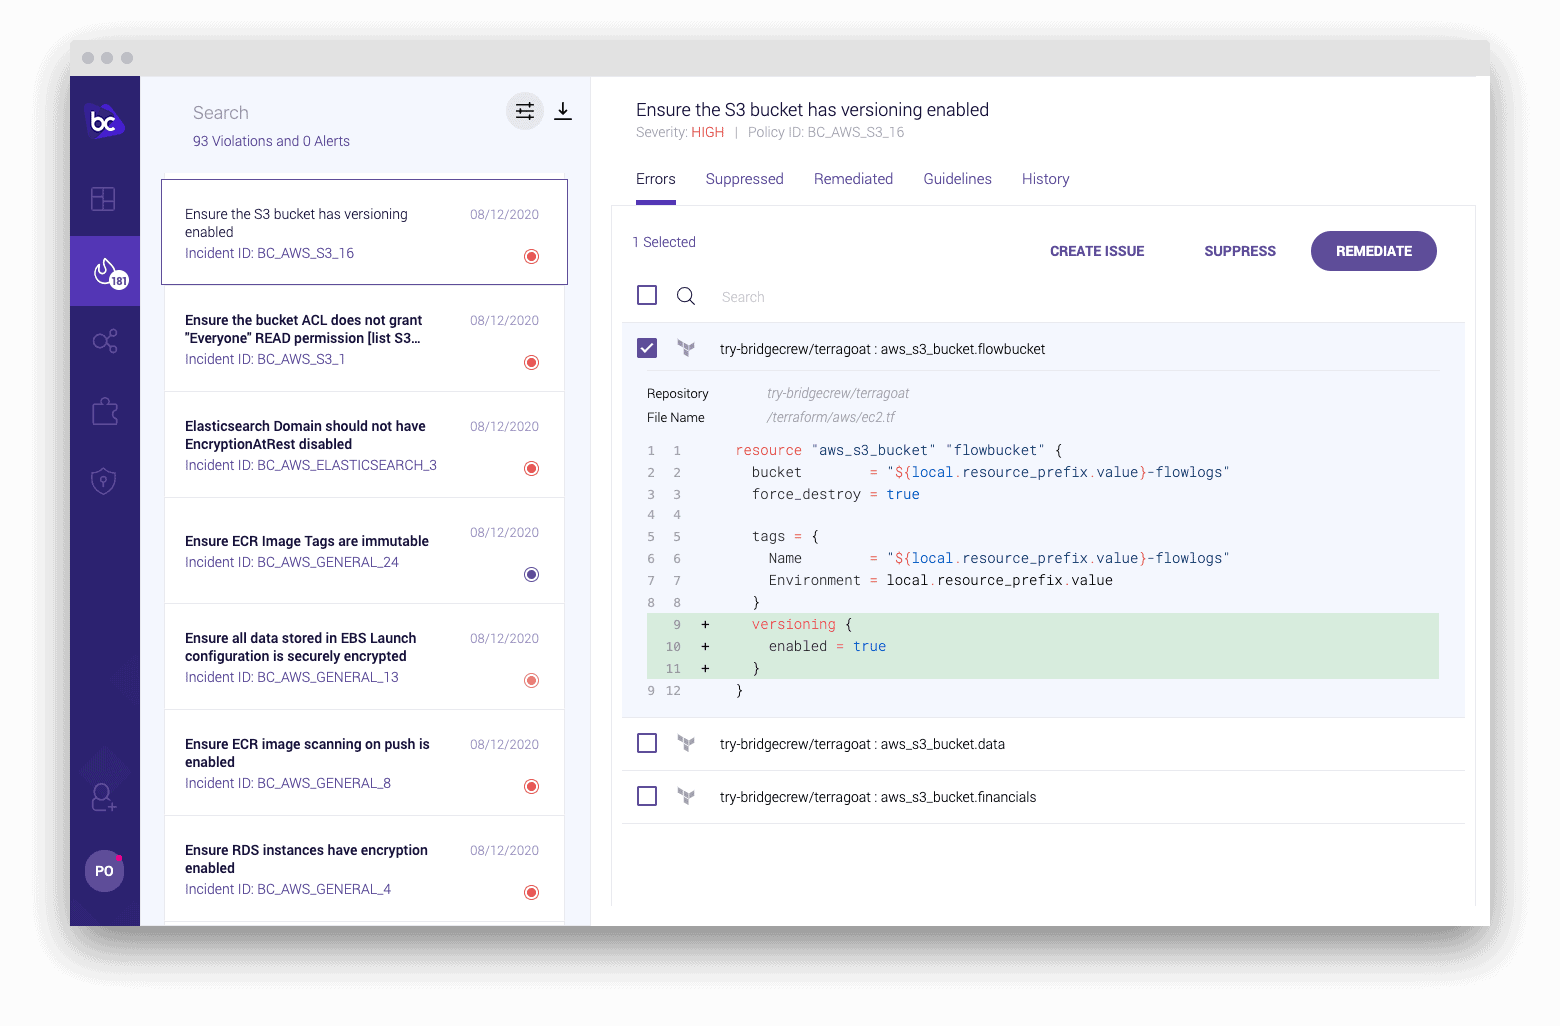 bc
181
PO
Search
93 Violations and 0 Alerts
Ensure the S3 bucket has versioning
enabled
08/12/2020
Incident ID: BC_AWS_S3_16
Ensure the bucket ACL does not grant
"Everyone" READ permission [list S3...
08/12/2020
Incident ID: BC_AWS_S3_1
Elasticsearch Domain should not have
EncryptionAtRest disabled
08/12/2020
Incident ID: BC_AWS_ELASTICSEARCH_3
08/12/2020
Ensure ECR Image Tags are immutable
Incident ID: BC_AWS_GENERAL_24
Ensure all data stored in EBS Launch
configuration is securely encrypted
08/12/2020
Incident ID: BC_AWS_GENERAL_13
Ensure ECR image scanning on push is
enabled
08/12/2020
Incident ID: BC_AWS_GENERAL_8
Ensure RDS instances have encryption
enabled
08/12/2020
Incident ID: BC_AWS_GENERAL_4
Ensure the S3 bucket has versioning enabled
Severity: HIGH | Policy ID: BC_AWS_S3_16
Errors Suppressed Remediated Guidelines History
1 Selected
CREATE ISSUE SUPPRESS REMEDIATE
Search
try-bridgecrew/terragoat : aws_s3_bucket.flowbucket
Repository try-bridgecrew/terragoat
File Name /terraform/aws/ec2.tf
1 1 resource "aws_s3_bucket" "flowbucket" {
2 2 bucket = "${local.resource_prefix.value}-flowlogs"
3 3 force_destroy = true
4 4
5 5 tags = {
6 6 Name = "${local.resource_prefix.value}-flowlogs"
7 7 Environment = local.resource_prefix.value
8 8 }
9 + versioning {
10 + enabled = true
11 + }
9 12 }
try-bridgecrew/terragoat : aws_s3_bucket.data
try-bridgecrew/terragoat : aws_s3_bucket.financials